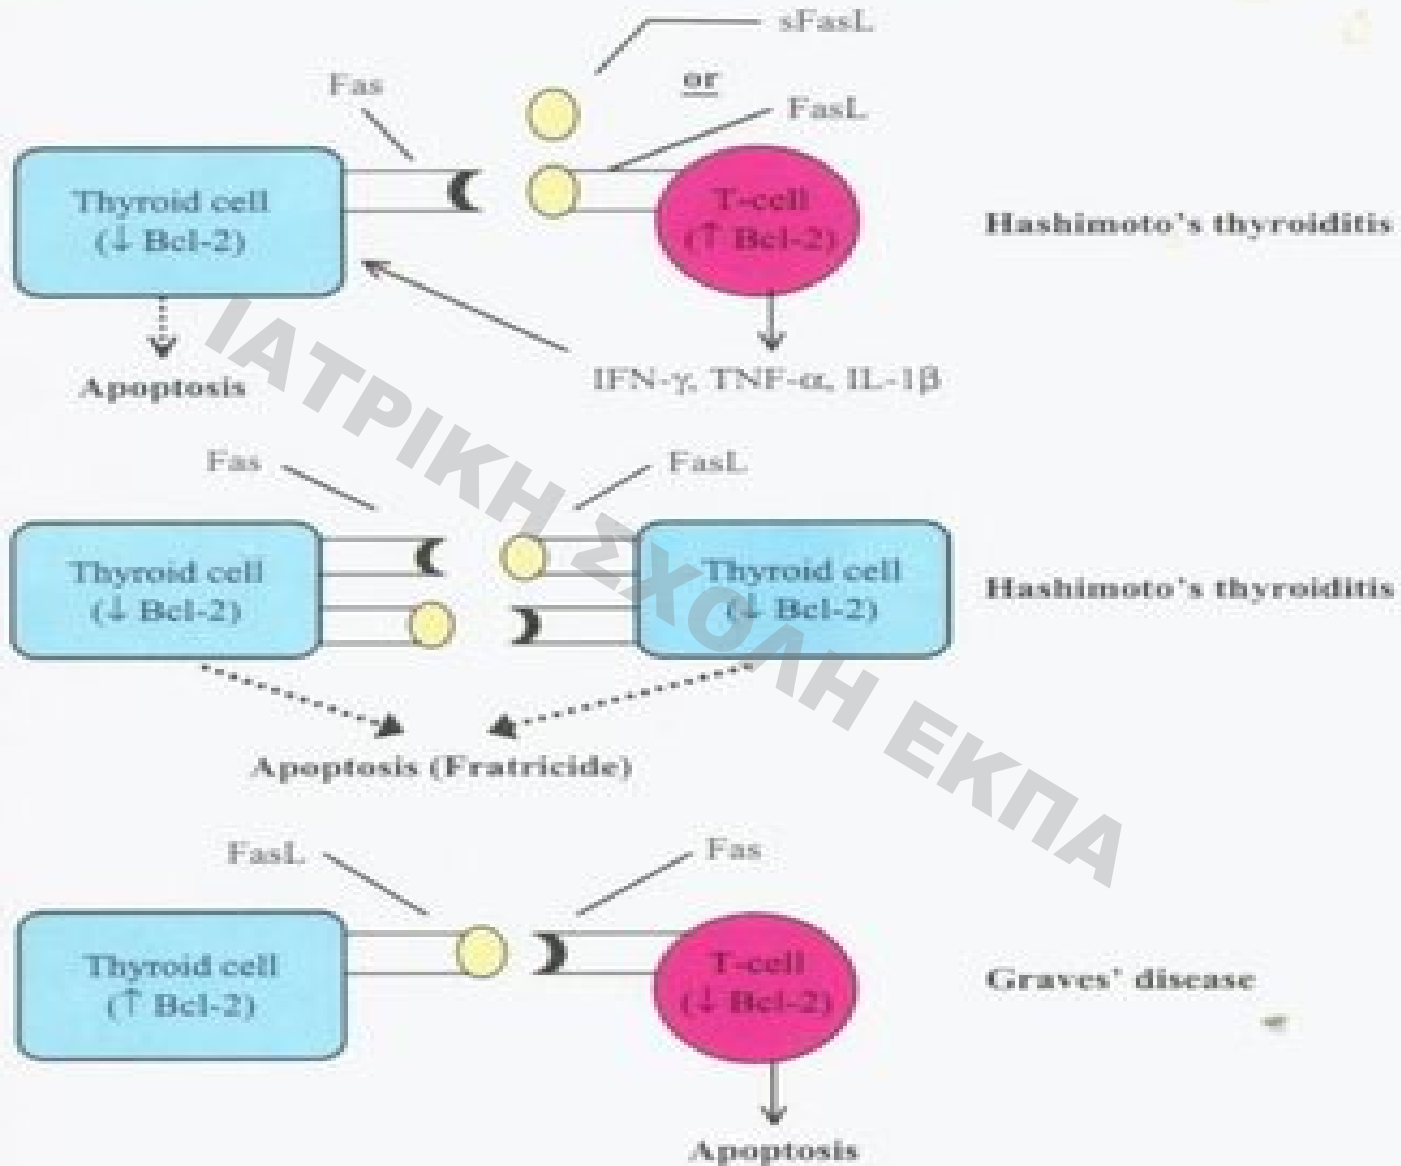 sFasL
Fas
or
FasL
Thyroid cell
(↓ Bcl-2)
T-cell
(↑ Bcl-2)
Hashimoto's thyroiditis
Apoptosis
IFN-γ, TNF-α, IL-1β
Fas
FasL
Thyroid cell
(↓ Bcl-2)
Thyroid cell
(↓ Bcl-2)
Hashimoto's thyroiditis
Apoptosis (Fratricide)
FasL
Fas
Thyroid cell
(↑ Bcl-2)
T-cell
(↓ Bcl-2)
Graves' disease
Apoptosis
ΙΑΤΡΙΚΗ ΣΧΟΛΗ ΕΚΠΑ